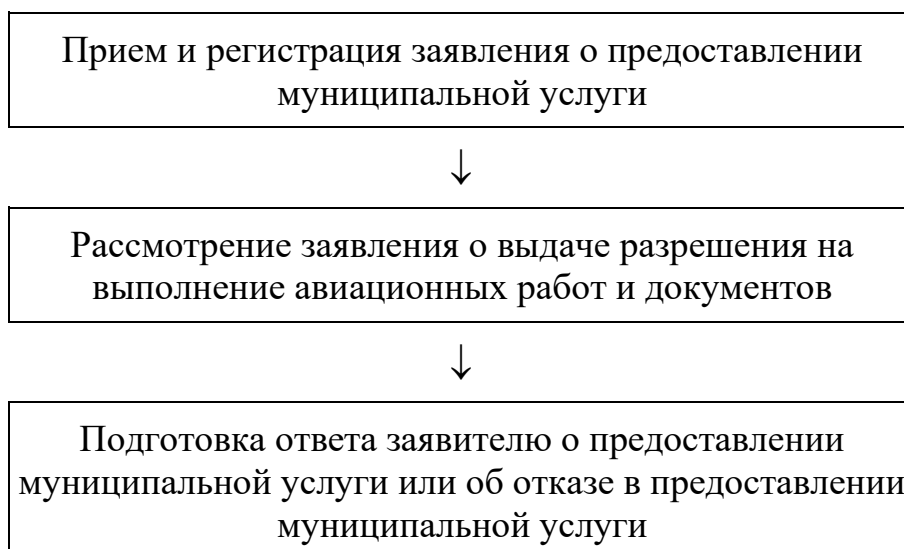 Прием и регистрация заявления о предоставлении
муниципальной услуги
↓
Рассмотрение заявления о выдаче разрешения на
выполнение авиационных работ и документов
↓
Подготовка ответа заявителю о предоставлении
муниципальной услуги или об отказе в предоставлении
муниципальной услуги